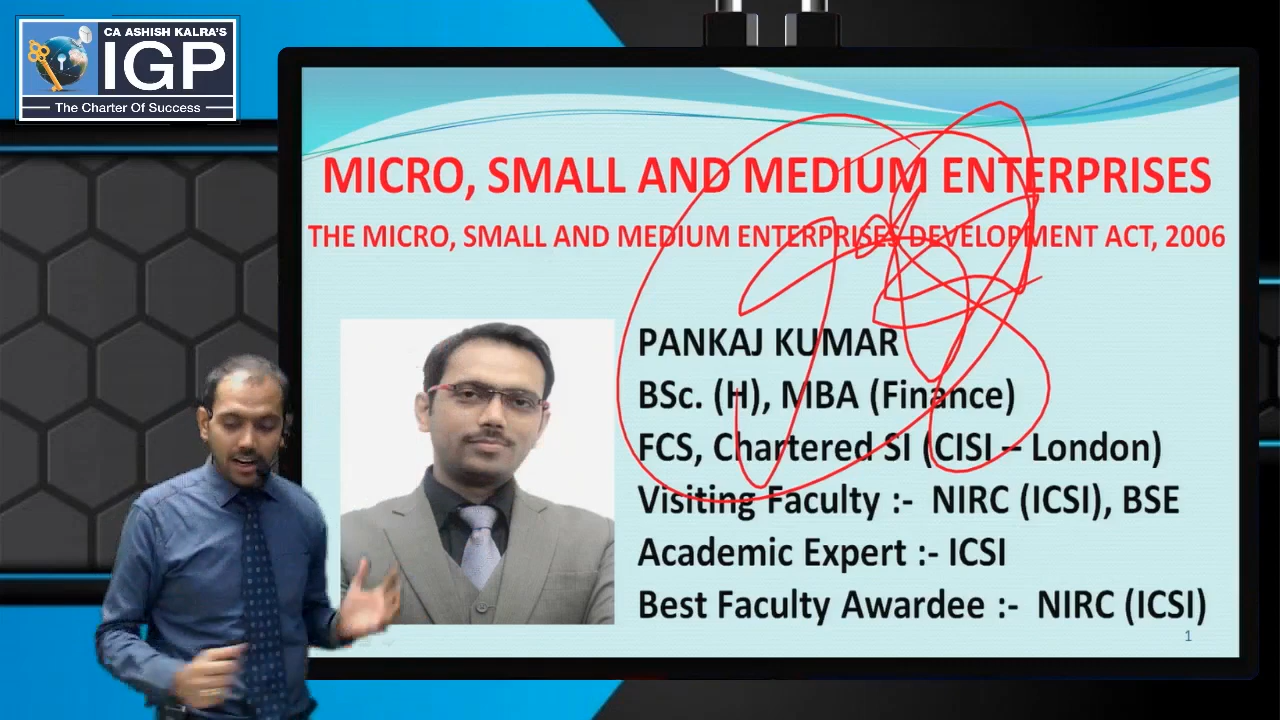 CA ASHISH KALRA'S
IGP
The Charter Of Success
MICRO, SMALL AND MEDIUM ENTERPRISES
THE MICRO, SMALL AND MEDIUM ENTERPRISES DEVELOPMENT ACT, 2006
PANKAJ KUMAR
BSc. (H), MBA (Finance)
FCS, Chartered SI (CISI – London)
Visiting Faculty :- NIRC (ICSI), BSE
Academic Expert :- ICSI
Best Faculty Awardee :- NIRC (ICSI)
1